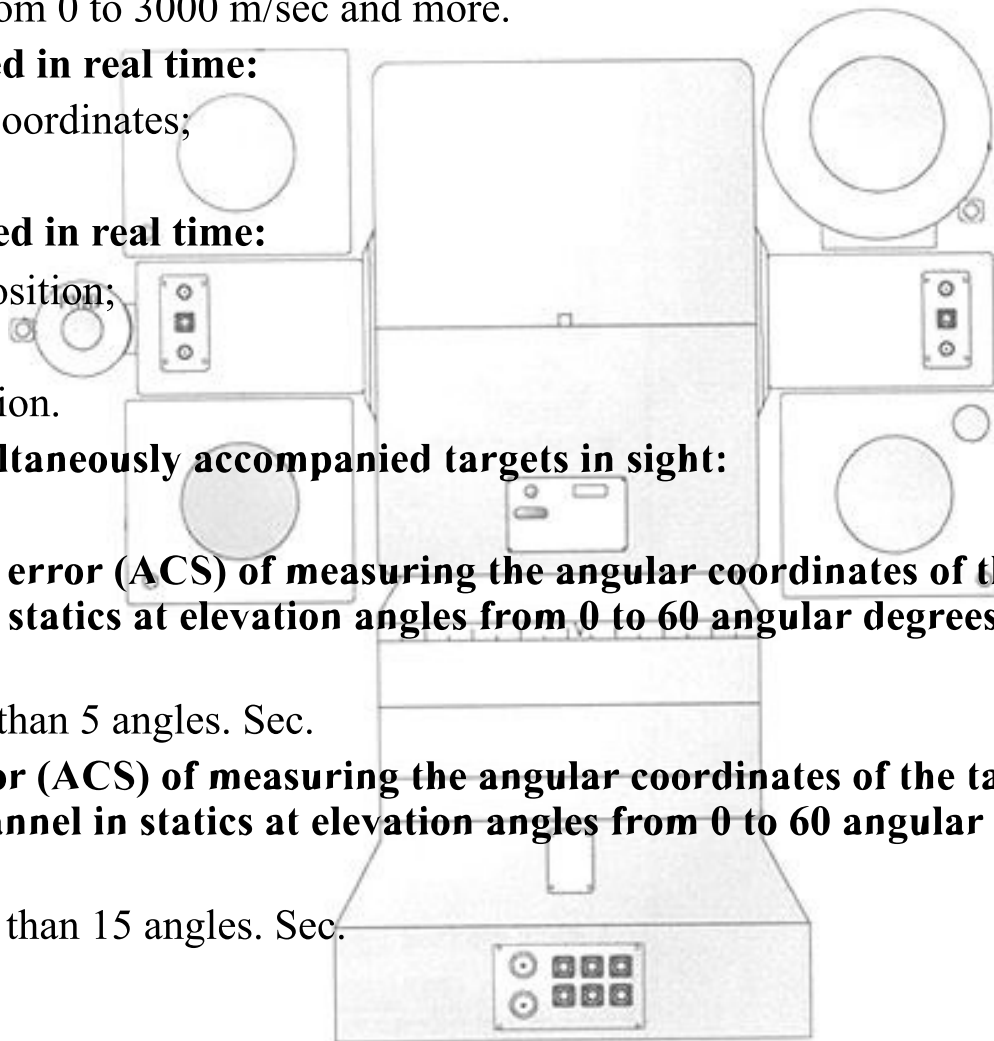 om 0 to 3000 m/sec and more.
ed in real time:
oordinates;
ed in real time:
osition;
ion.
ltaneously accompanied targets in sight:
error (ACS) of measuring the angular coordinates of th
statics at elevation angles from 0 to 60 angular degrees
than 5 angles. Sec.
or (ACS) of measuring the angular coordinates of the ta
annel in statics at elevation angles from 0 to 60 angular
than 15 angles. Sec.